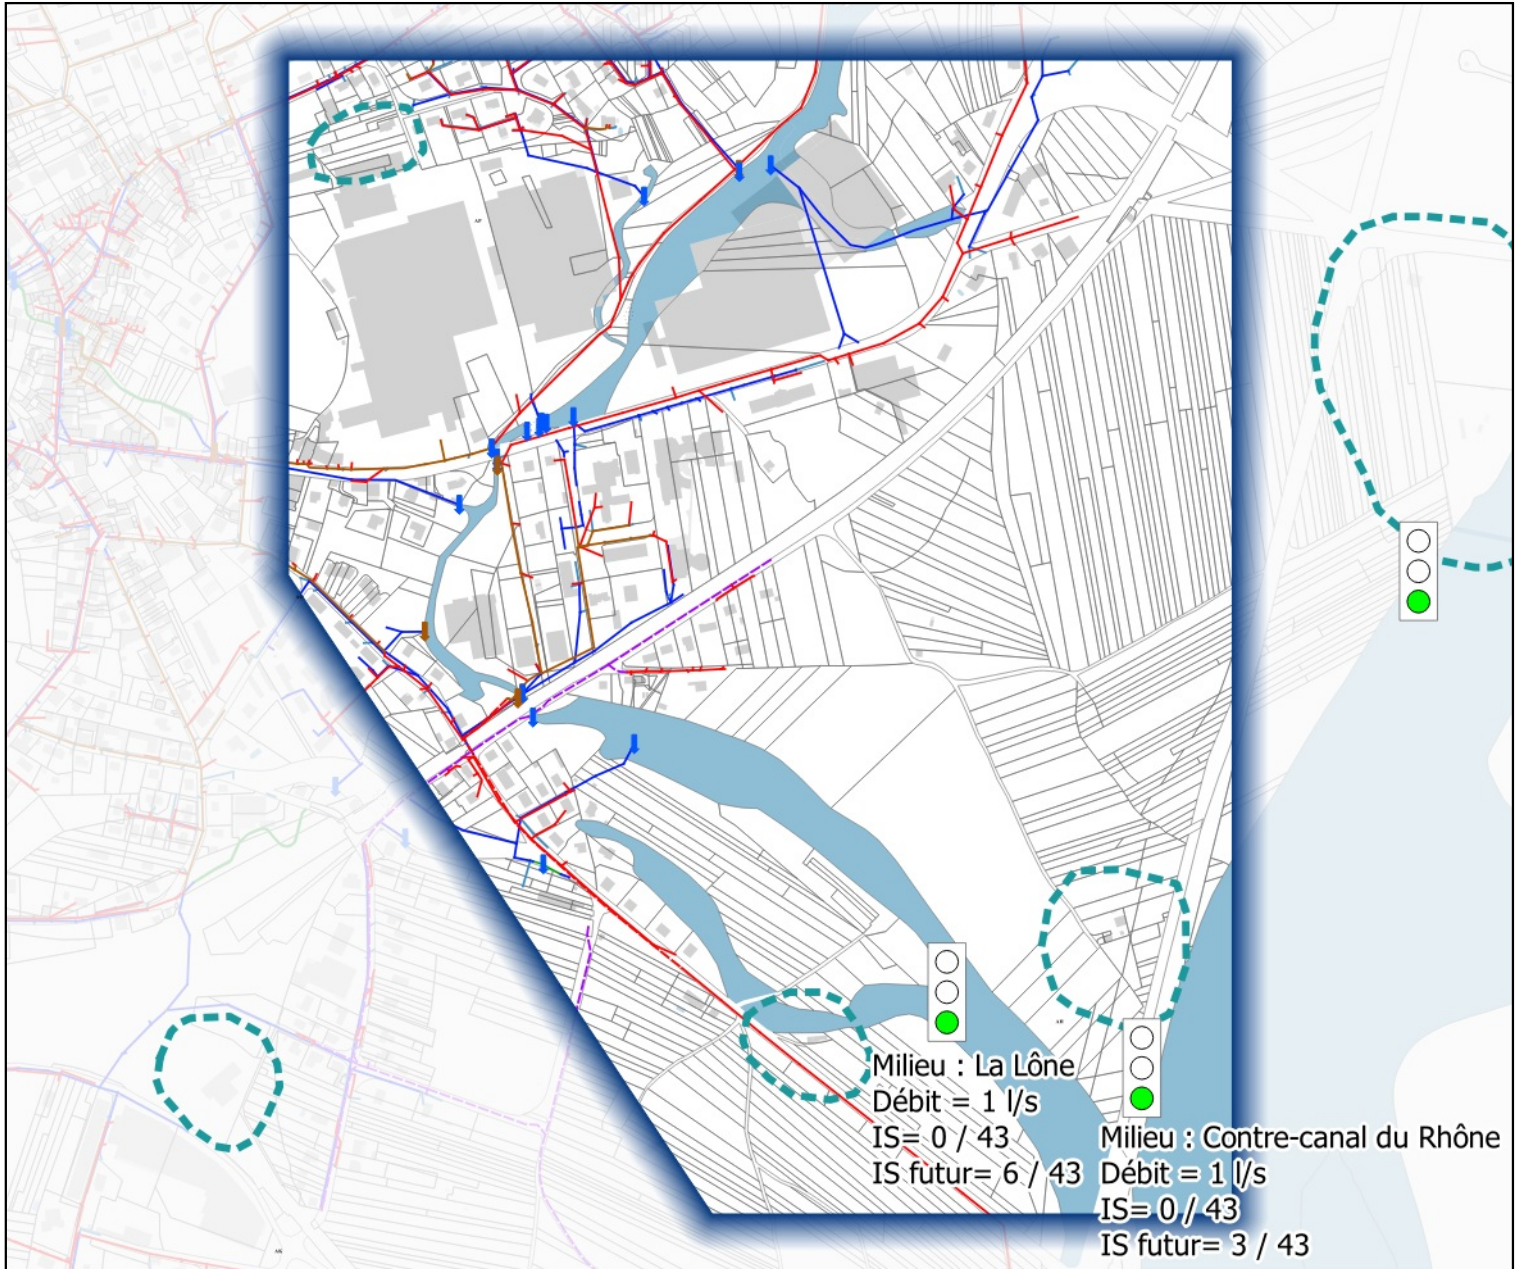 Milieu : La Lône
Débit = 1 l/s
IS= 0 / 43
IS futur= 6 / 43
Milieu : Contre-canal du Rhône
Débit = 1 l/s
IS= 0 / 43
IS futur= 3 / 43